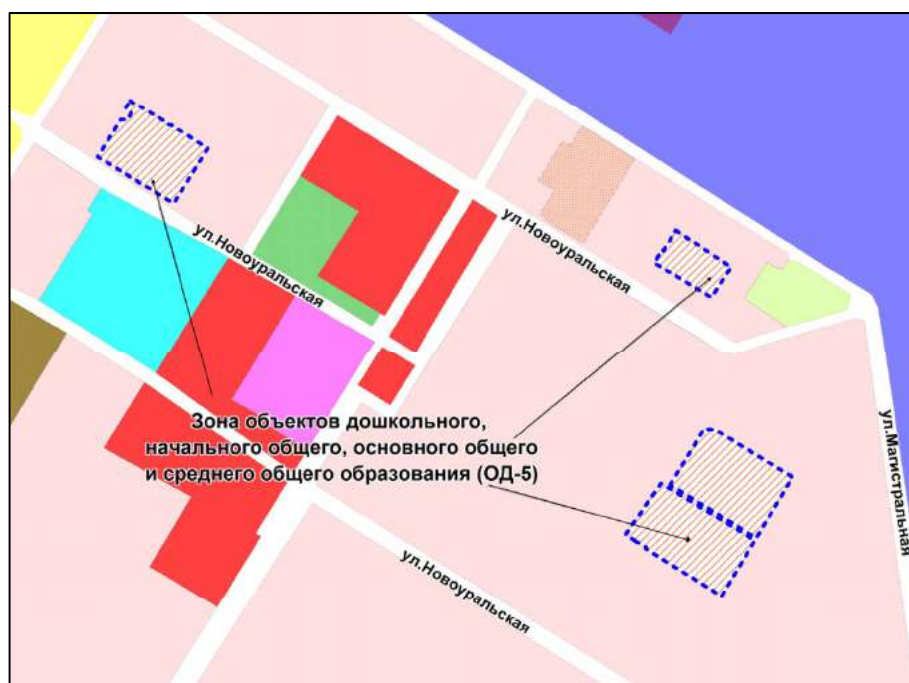 ул.Новоуральская
ул.Новоуральская
Зона объектов дошкольного,
начального общего, основного общего
и среднего общего образования (ОД-5)
ул.Магистральная
ул.Новоуральская